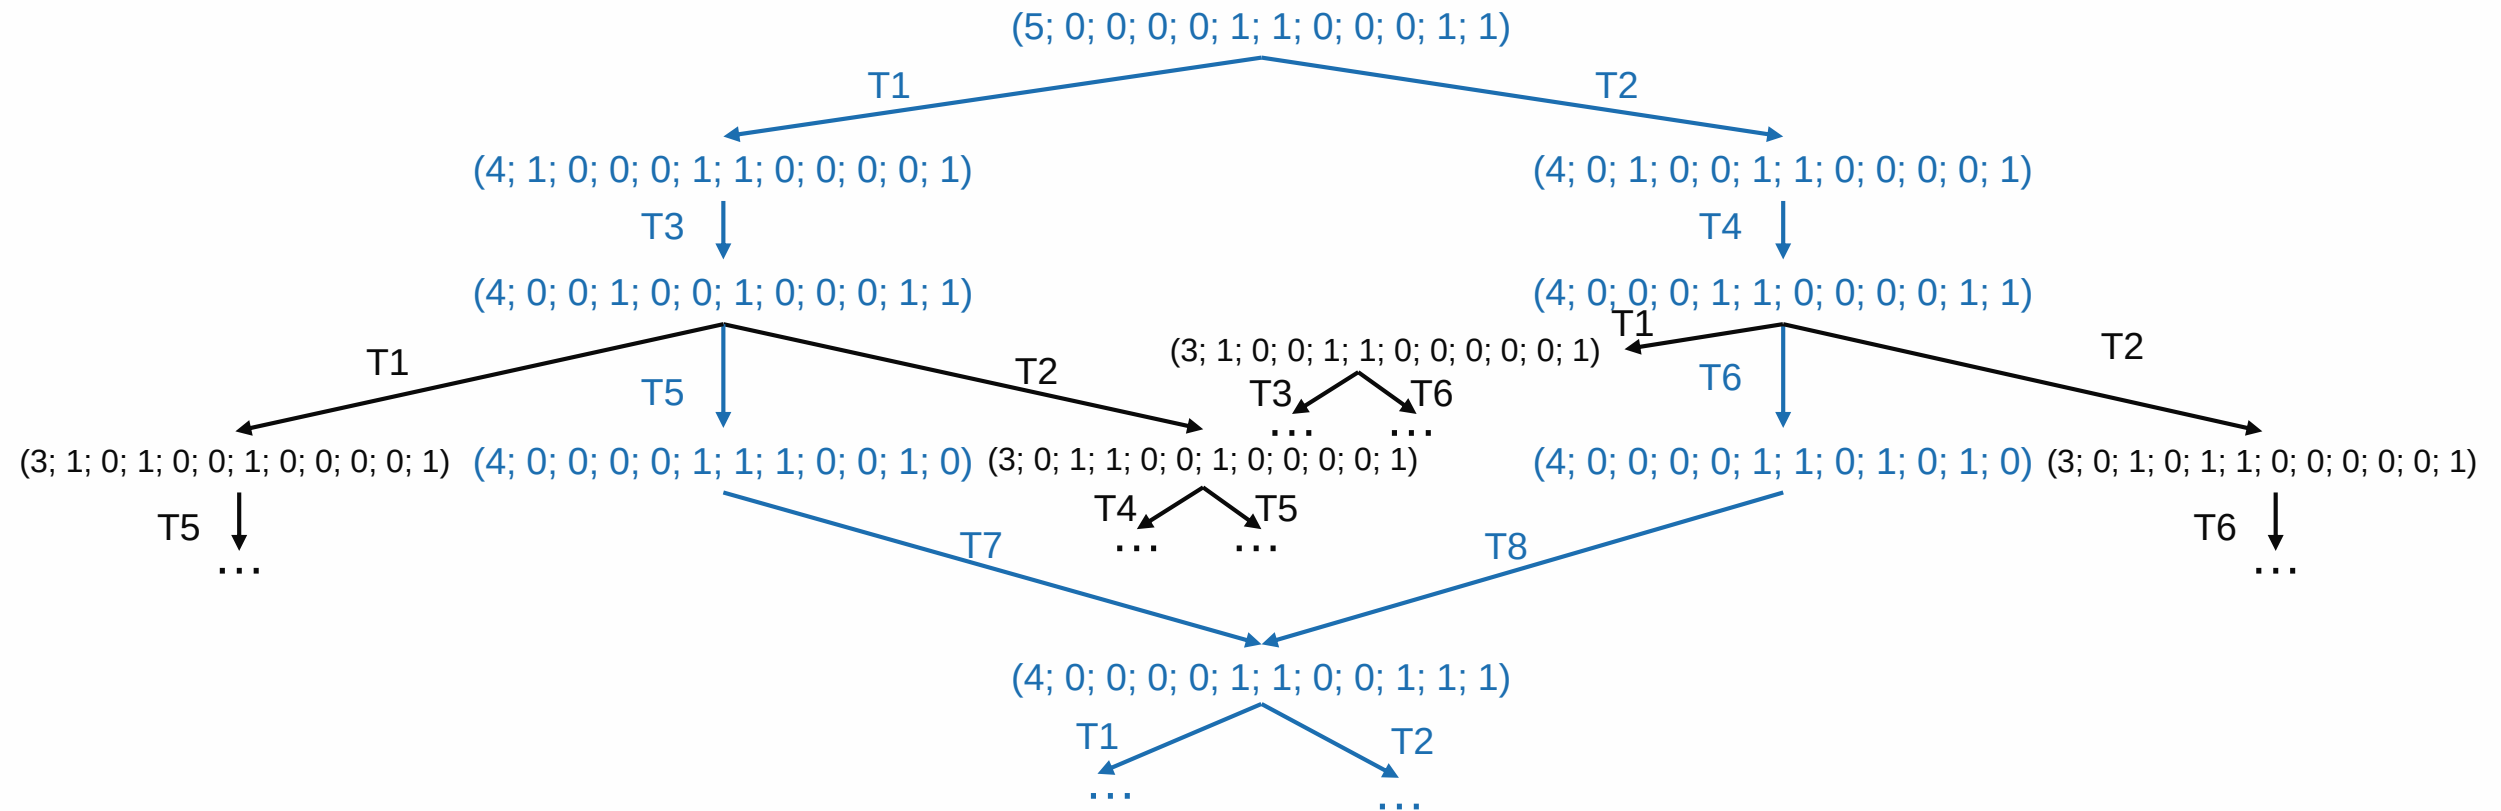 (5; 0; 0; 0; 0; 1; 1; 0; 0; 0; 1; 1)
T1
T2
(4; 1; 0; 0; 0; 1; 1; 0; 0; 0; 0; 1)
(4; 0; 1; 0; 0; 1; 1; 0; 0; 0; 0; 1)
T3
T4
(4; 0; 0; 1; 0; 0; 1; 0; 0; 0; 1; 1)
(4; 0; 0; 0; 1; 1; 0; 0; 0; 0; 1; 1)
T1
T5
T2
(3; 1; 0; 0; 1; 1; 0; 0; 0; 0; 0; 1)
T1
T6
T2
T3
T6
...
...
(3; 1; 0; 1; 0; 0; 1; 0; 0; 0; 0; 1)
(4; 0; 0; 0; 0; 1; 1; 1; 0; 0; 1; 0)
(3; 0; 1; 1; 0; 0; 1; 0; 0; 0; 0; 1)
(4; 0; 0; 0; 0; 1; 1; 0; 1; 0; 1; 0)
(3; 0; 1; 0; 1; 1; 0; 0; 0; 0; 0; 1)
T5
T4
T5
T6
...
...
...
...
T7
T8
(4; 0; 0; 0; 0; 1; 1; 0; 0; 1; 1; 1)
T1
T2
...
...